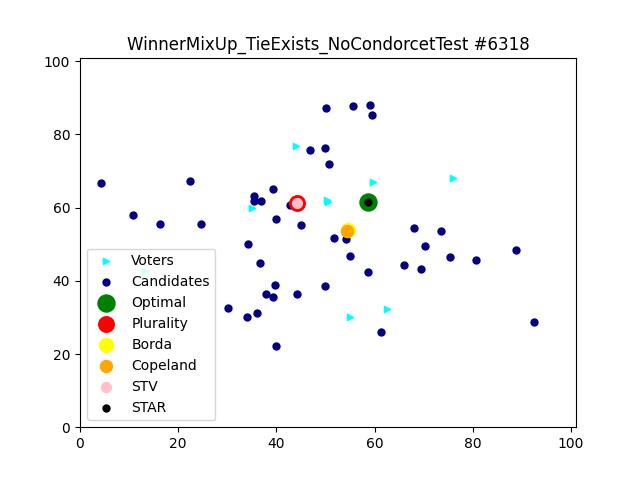 WinnerMixUp_TieExists_NoCondorcetTest #6318
100
80
60
40
20
0
0 20 40 60 80 100
Voters
Candidates
Optimal
Plurality
Borda
Copeland
STV
STAR